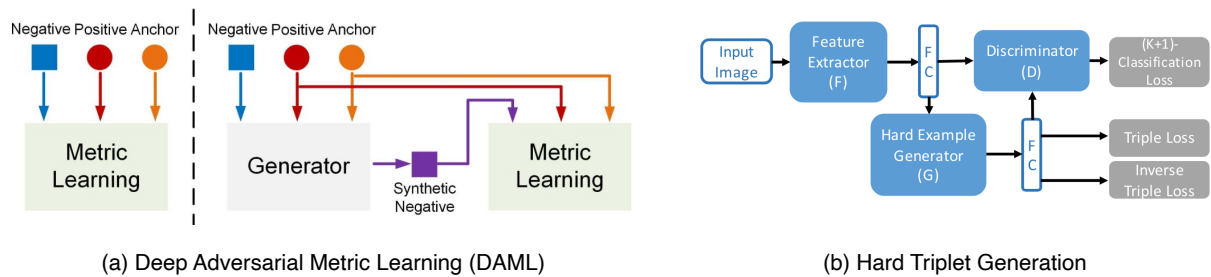 Negative Positive Anchor
Metric
Learning
Negative Positive Anchor
Generator
Synthetic
Negative
Metric
Learning
(a) Deep Adversarial Metric Learning (DAML)
Input
Image
Feature
Extractor
(F)
F
C
Discriminator
(D)
(K+1)-
Classification
Loss
Hard Example
Generator
(G)
F
C
Triple Loss
Inverse
Triple Loss
(b) Hard Triplet Generation